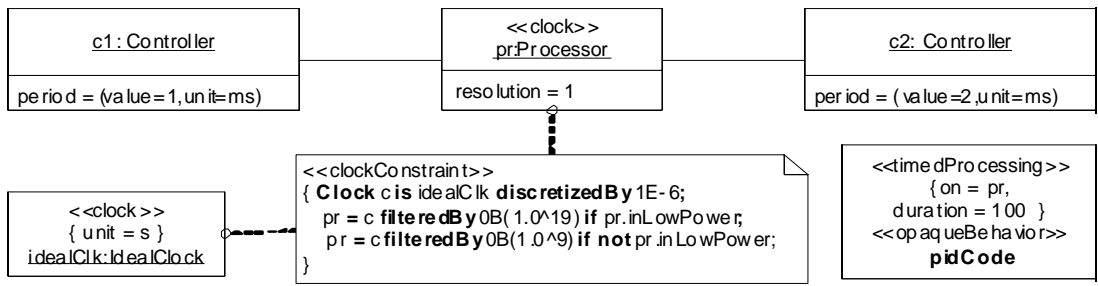 c1: Controller
period = (value=1,unit=ms)
<<clock>>
pr:Processor
resolution = 1
c2: Controller
period = (value=2,unit=ms)
<<clock>>
{ unit = s }
idealClk:IdealClock
<<clockConstraint>>
{ Clock c is idealClk discretizedBy 1E-6;
pr = c filteredBy 0B(1.0^19) if pr.inLowPower;
pr = c filteredBy 0B(1.0^9) if not pr.inLowPower;
}
<<timedProcessing>>
{ on = pr,
duration = 100 }
<<opaqueBehavior>>
pidCode